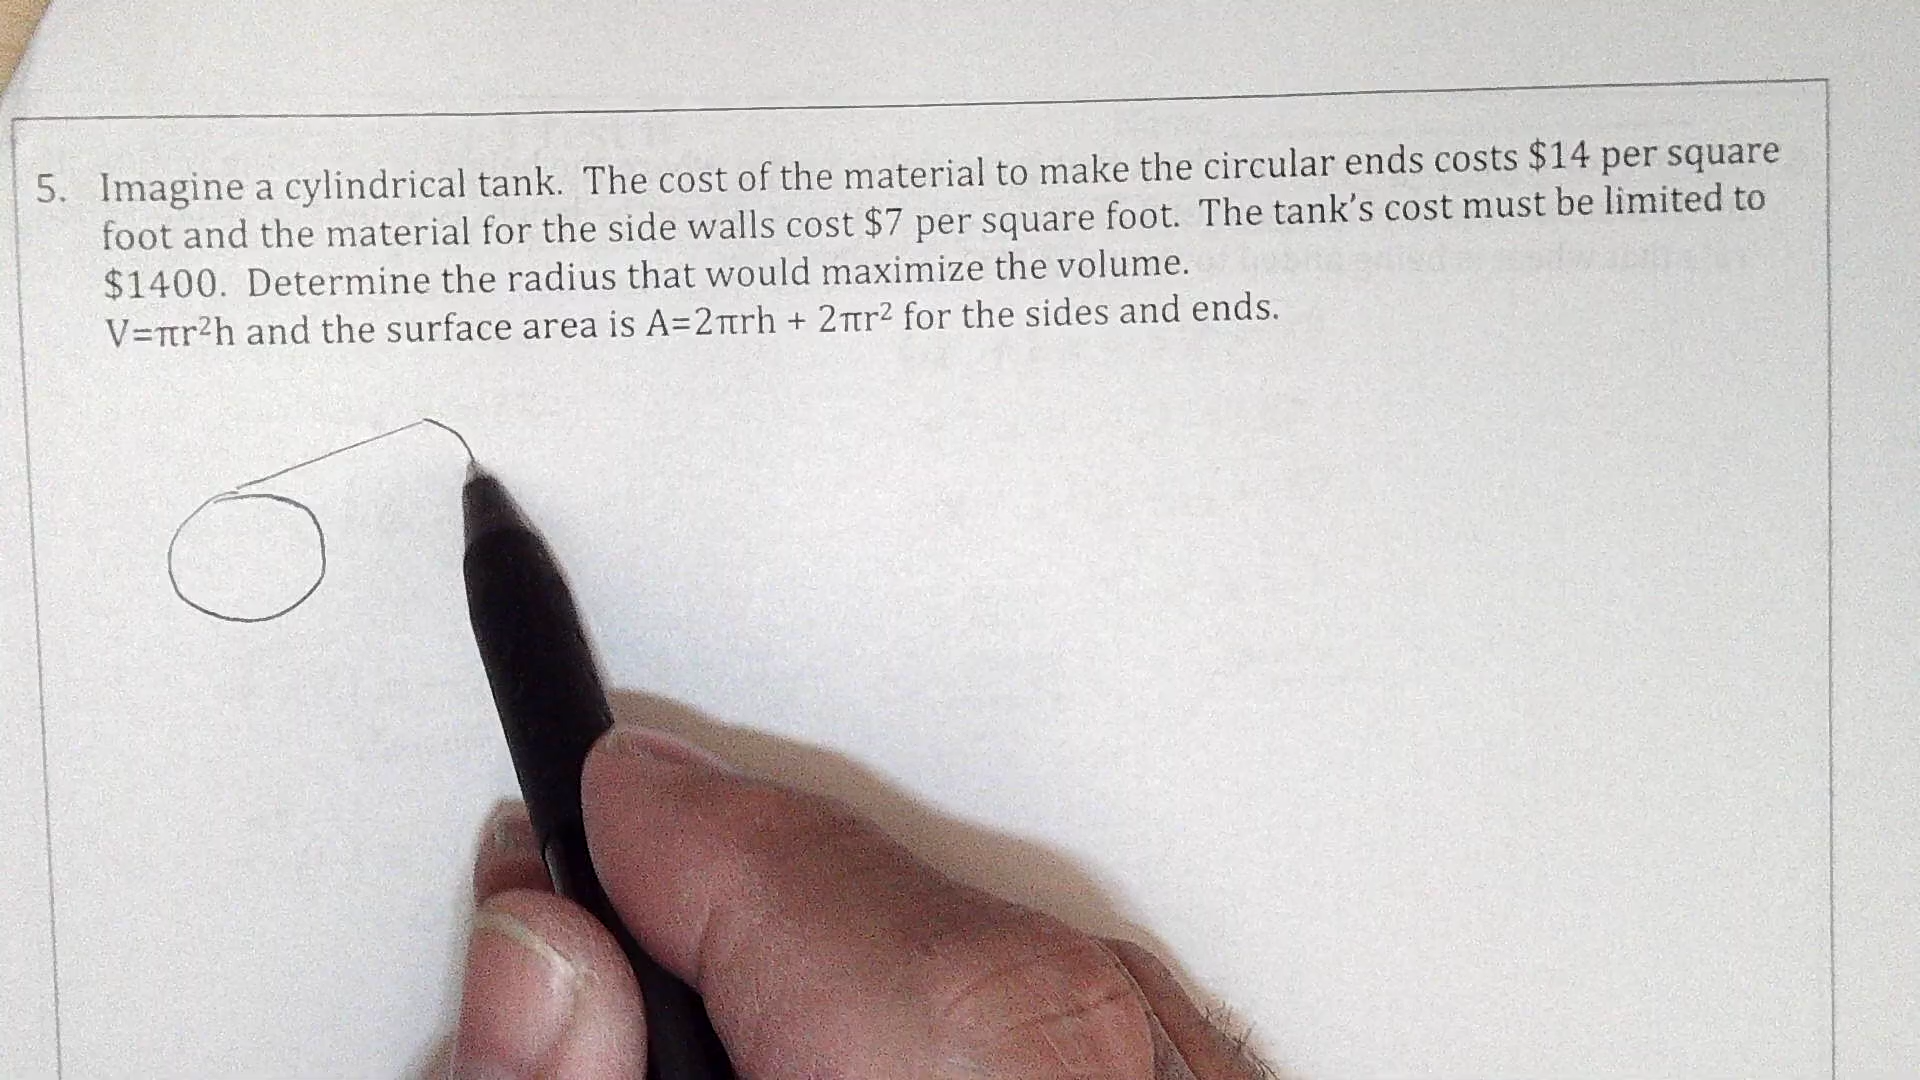 5. Imagine a cylindrical tank. The cost of the material to make the circular ends costs $14 per square
foot and the material for the side walls cost $7 per square foot. The tank's cost must be limited to
$1400. Determine the radius that would maximize the volume.
V=πr²h and the surface area is A=2πrh + 2πr² for the sides and ends.